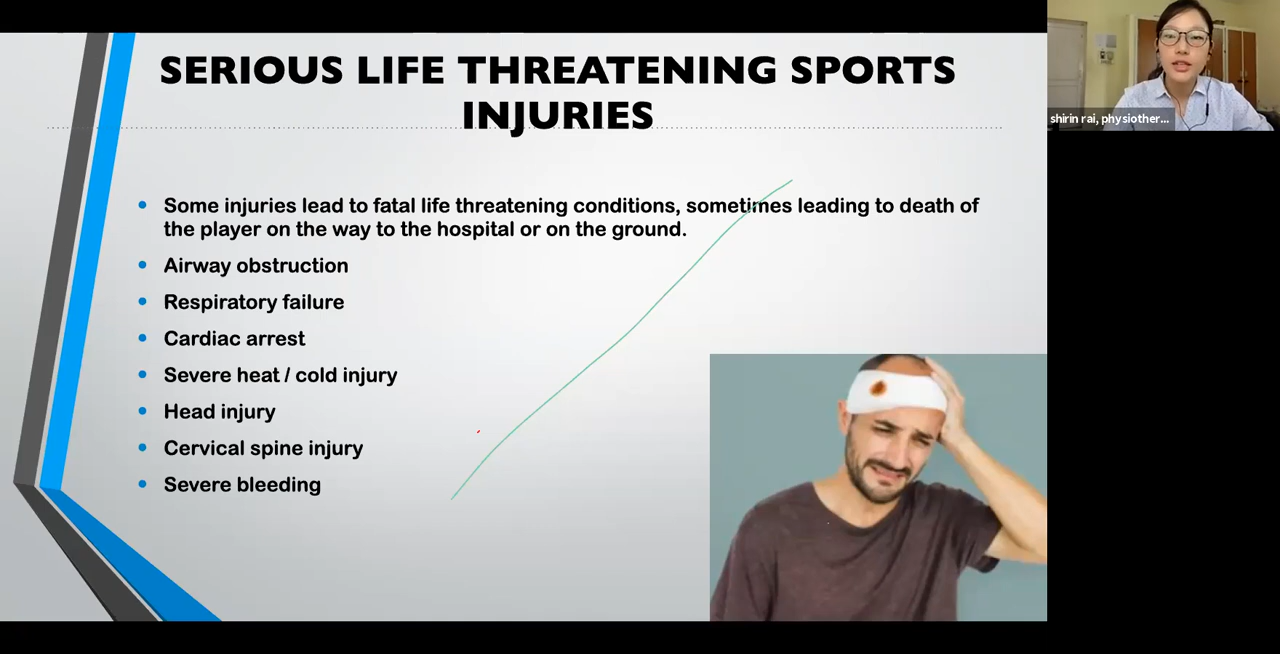 SERIOUS LIFE THREATENING SPORTS
INJURIES
Some injuries lead to fatal life threatening conditions, sometimes leading to death of
the player on the way to the hospital or on the ground.
Airway obstruction
Respiratory failure
Cardiac arrest
Severe heat / cold injury
Head injury
Cervical spine injury
Severe bleeding
shirin rai, physiother...